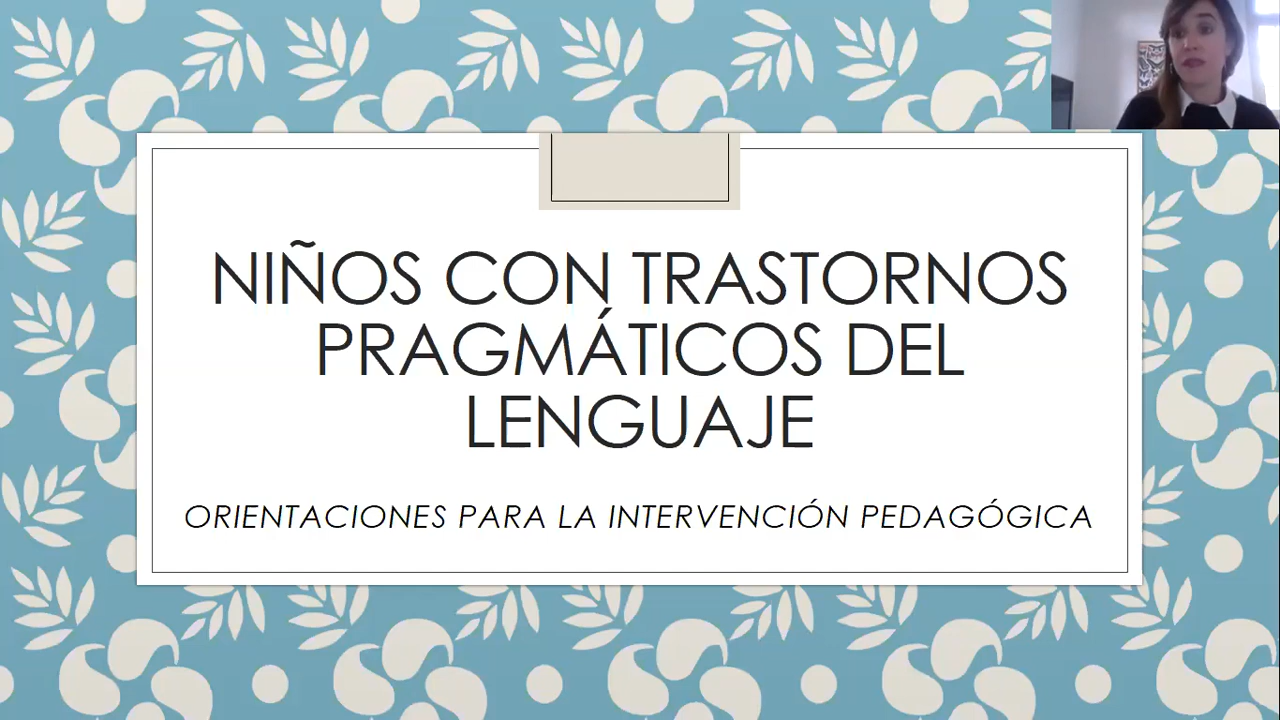 NIÑOS CON TRASTORNOS
PRAGMÁTICOS DEL
LENGUAJE
ORIENTACIONES PARA LA INTERVENCIÓN PEDAGÓGICA